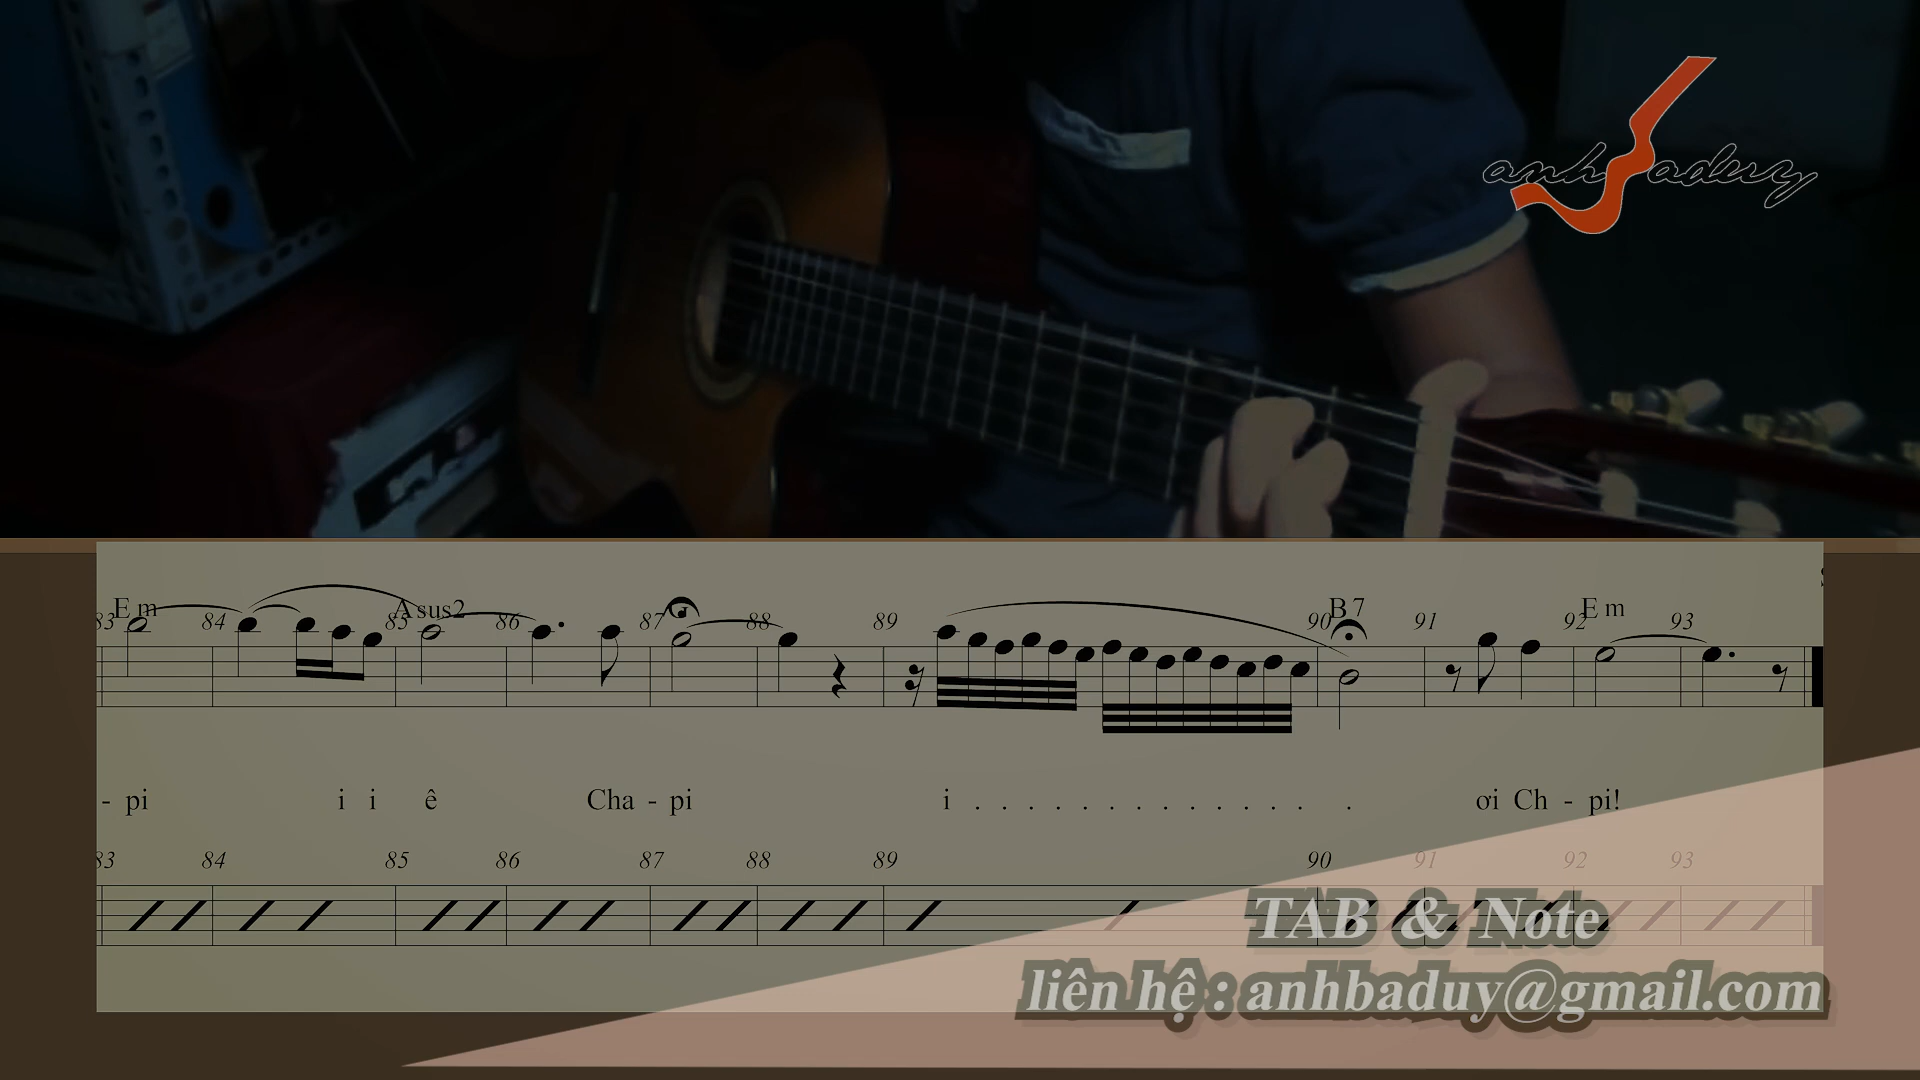 anhbaduy
Em Asus2 G B7 Em
83 84 85 86 87 88 89 90 91 92 93
- pi i i ê Cha - pi i . . . . . . . . . . . . . . ơi Ch - pi!
83 84 85 86 87 88 89 90 91 92 93
TAB & Note
liên hệ : anhbaduy@gmail.com